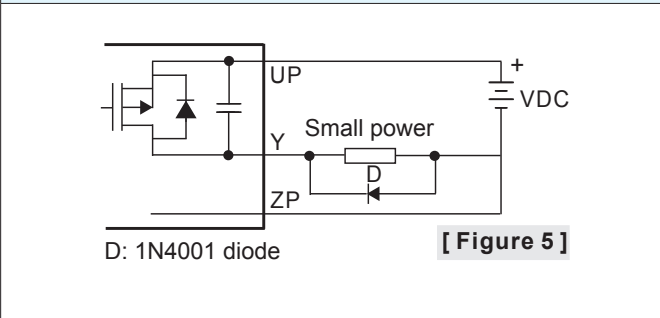 UP
+
VDC
Small power
Y
D
ZP
D: 1N4001 diode
[ Figure 5 ]